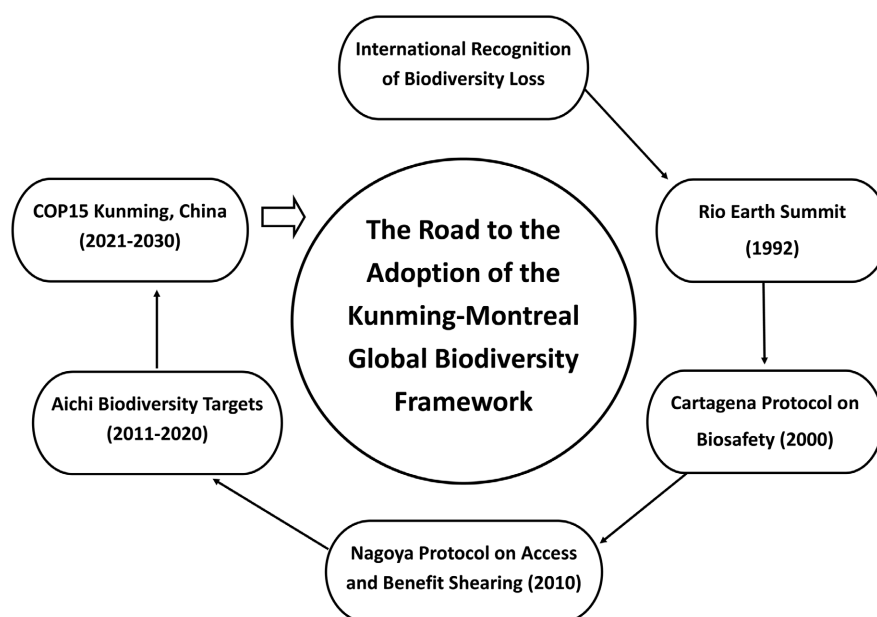 International Recognition
of Biodiversity Loss
Rio Earth Summit
(1992)
Cartagena Protocol on
Biosafety (2000)
Nagoya Protocol on Access
and Benefit Shearing (2010)
Aichi Biodiversity Targets
(2011-2020)
COP15 Kunming, China
(2021-2030)
The Road to the
Adoption of the
Kunming-Montreal
Global Biodiversity
Framework